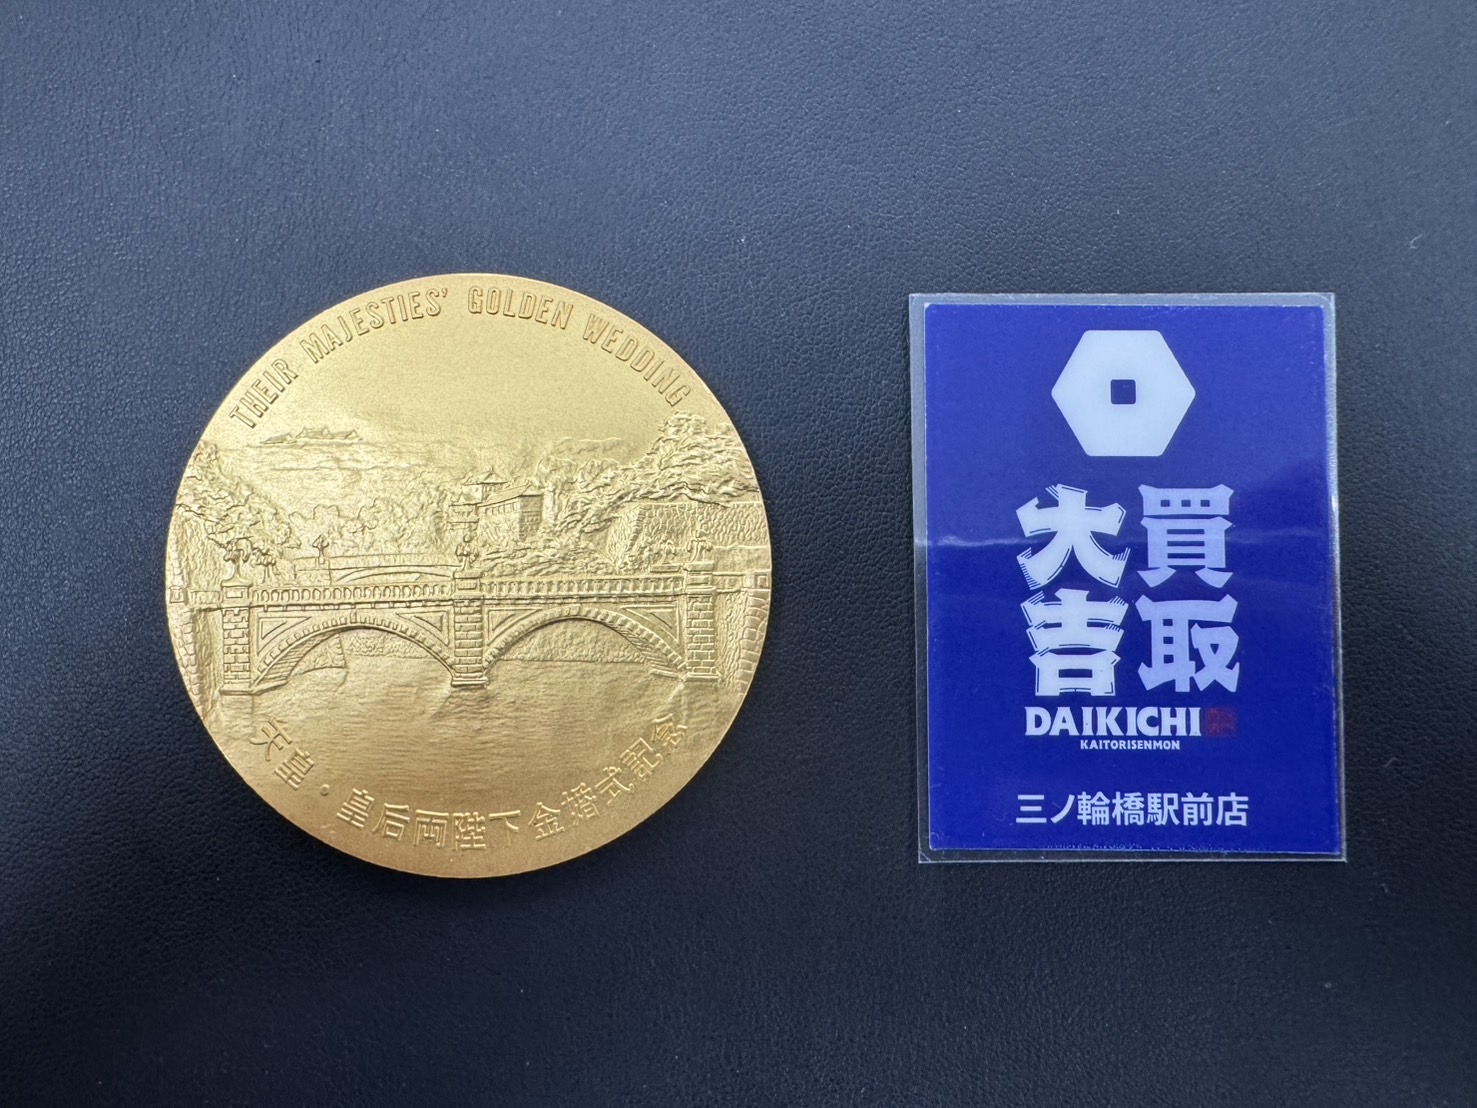 THEIR MAJESTIES' GOLDEN WEDDING
天皇・皇后両陛下金婚式記念
買取
大吉
DAIKICHI
KAITORISENMON
三ノ輪橋駅前店